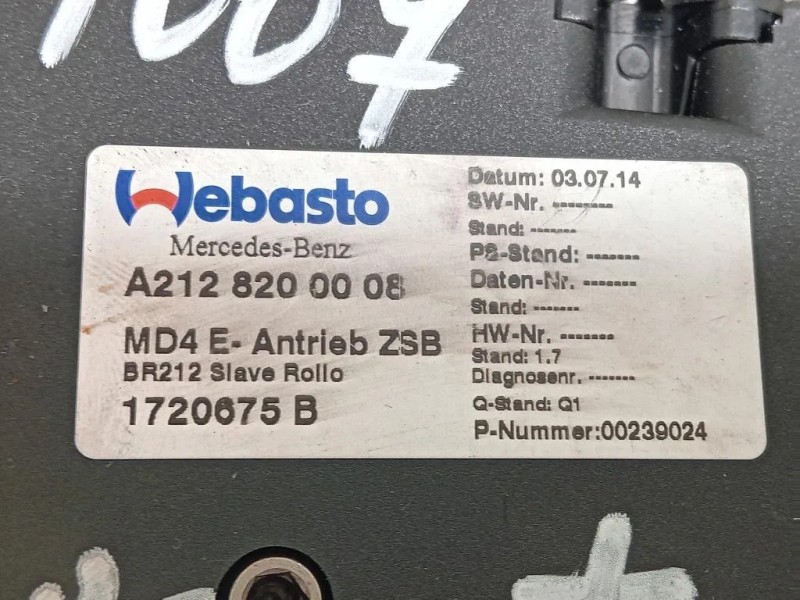 Webasto
Mercedes-Benz
A212 820 00 08
MD4 E- Antrieb ZSB
BR212 Slave Rollo
1720675 B
Datum: 03.07.14
SW-Nr. --------
Stand: -------
PS-Stand: -------
Daten-Nr. -------
Stand: -------
HW-Nr. -------
Stand: 1.7
Diagnosenr. -------
Q-Stand: Q1
P-Nummer:00239024